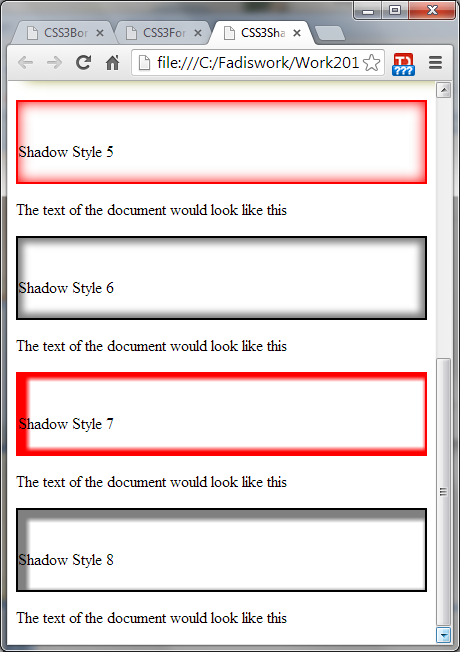 CSS3Bor
CSS3For
CSS3Sha
file:///C:/Fadiswork/Work201
T
???
Shadow Style 5
The text of the document would look like this
Shadow Style 6
The text of the document would look like this
Shadow Style 7
The text of the document would look like this
Shadow Style 8
The text of the document would look like this